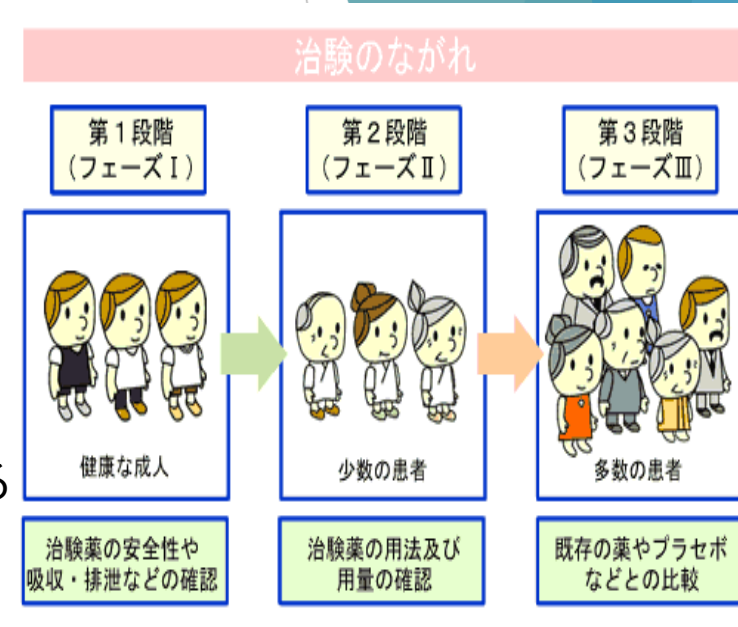 治験のながれ
第1段階
(フェーズⅠ)
第2段階
(フェーズⅡ)
第3段階
(フェーズⅢ)
る
健康な成人
少数の患者
多数の患者
治験薬の安全性や
吸収・排泄などの確認
治験薬の用法及び
用量の確認
既存の薬やプラセボ
などとの比較